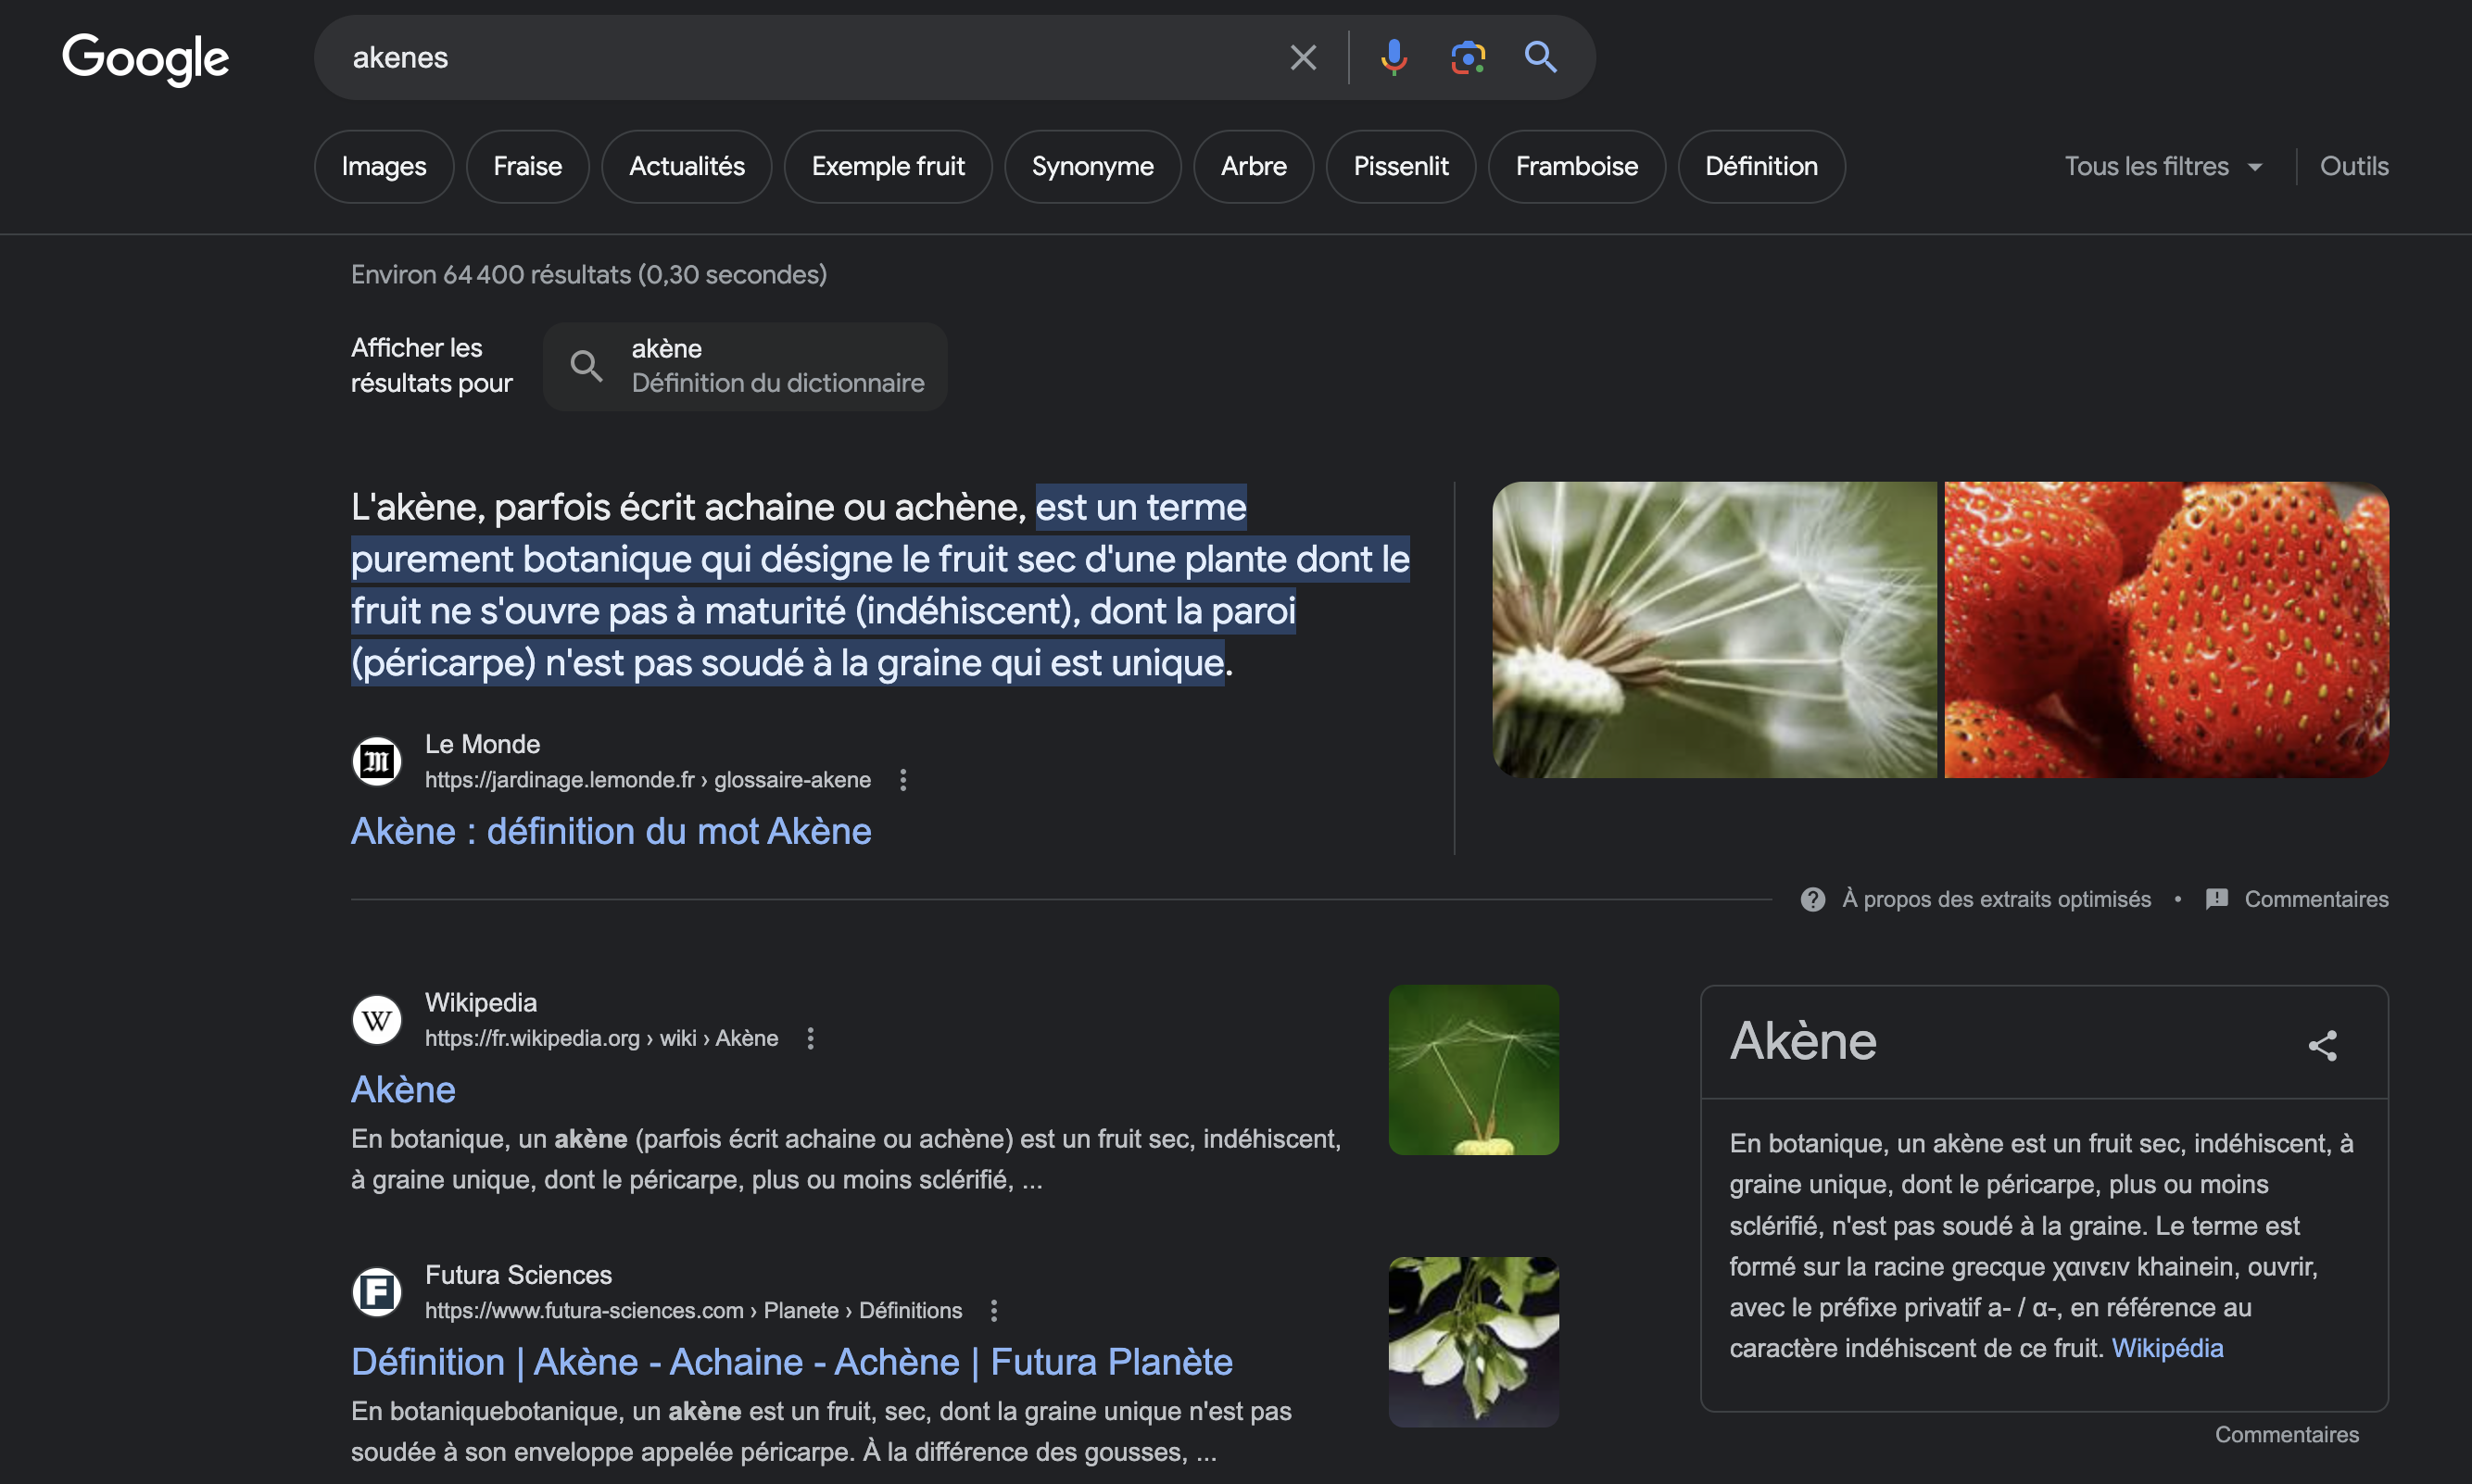 Google
akenes
Images
Fraise
Actualités
Exemple fruit
Synonyme
Arbre
Pissenlit
Framboise
Définition
Tous les filtres
Outils
Environ 64 400 résultats (0,30 secondes)
Afficher les
résultats pour
akène
Définition du dictionnaire
L'akène, parfois écrit achaine ou achène, est un terme
purement botanique qui désigne le fruit sec d'une plante dont le
fruit ne s'ouvre pas à maturité (indéhiscent), dont la paroi
(péricarpe) n'est pas soudé à la graine qui est unique.
Le Monde
https://jardinage.lemonde.fr › glossaire-akene
Akène : définition du mot Akène
À propos des extraits optimisés • Commentaires
Wikipedia
https://fr.wikipedia.org › wiki › Akène
Akène
En botanique, un akène (parfois écrit achaine ou achène) est un fruit sec, indéhiscent,
à graine unique, dont le péricarpe, plus ou moins sclérifié, ...
Futura Sciences
https://www.futura-sciences.com › Planete › Définitions
Définition | Akène - Achaine - Achène | Futura Planète
En botaniquebotanique, un akène est un fruit, sec, dont la graine unique n'est pas
soudée à son enveloppe appelée péricarpe. À la différence des gousses, ...
Akène
En botanique, un akène est un fruit sec, indéhiscent, à
graine unique, dont le péricarpe, plus ou moins
sclérifié, n'est pas soudé à la graine. Le terme est
formé sur la racine grecque χαινειν khainein, ouvrir,
avec le préfixe privatif a- / α-, en référence au
caractère indéhiscent de ce fruit. Wikipédia
Commentaires